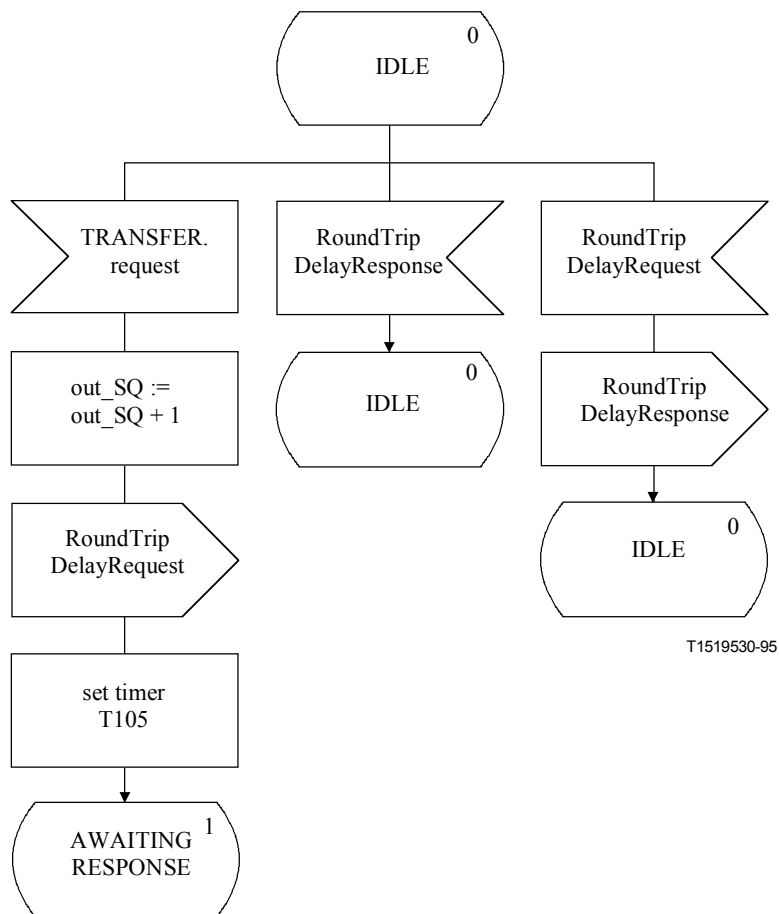 0
IDLE
TRANSFER.
request
RoundTrip
DelayResponse
RoundTrip
DelayRequest
out_SQ :=
out_SQ + 1
0
IDLE
RoundTrip
DelayResponse
RoundTrip
DelayRequest
0
IDLE
T1519530-95
set timer
T105
1
AWAITING
RESPONSE